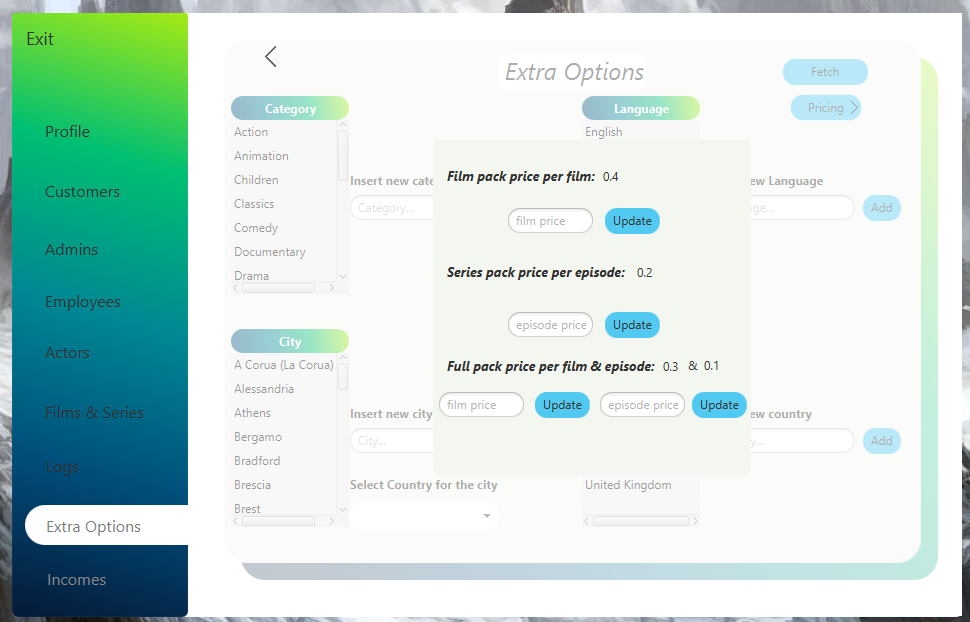 Exit
Profile
Customers
Admins
Employees
Actors
Films & Series
Logs
Extra Options
Incomes
Extra Options
Fetch
Pricing
Category
Action
Animation
Children
Classics
Comedy
Documentary
Drama
Insert new cate
Category...
Language
English
ew Language
ge...
Add
Film pack price per film: 0.4
film price
Update
Series pack price per episode: 0.2
episode price
Update
Full pack price per film & episode: 0.3 & 0.1
film price
Update
episode price
Update
City
A Corua (La Corua)
Alessandria
Athens
Bergamo
Bradford
Brescia
Brest
Insert new city
City...
Select Country for the city
ew country
y...
Add
United Kingdom